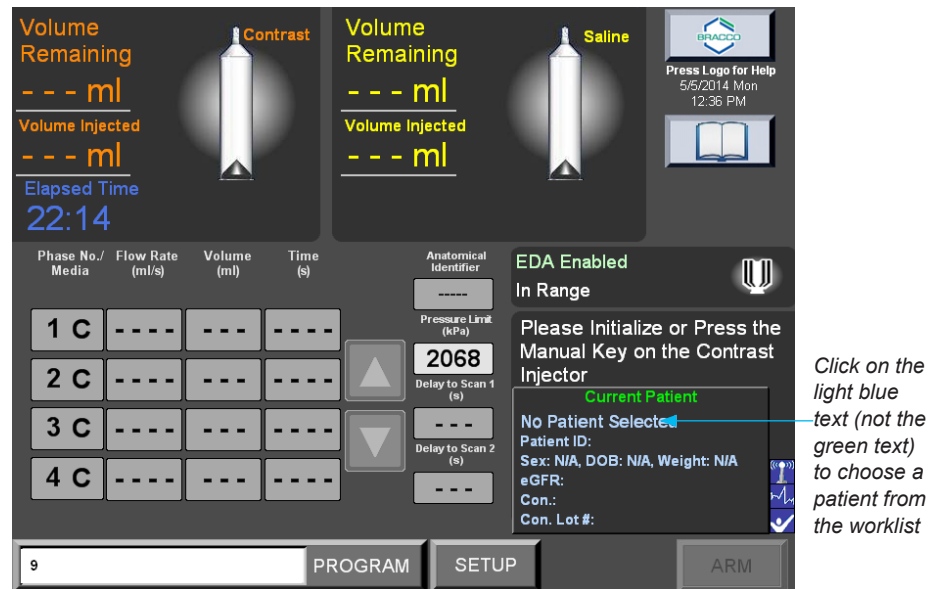 Volume
Remaining
- - - ml
Volume Injected
- - - ml
Elapsed Time
22:14
Contrast
Volume
Remaining
- - - ml
Volume Injected
- - - ml
Saline
BRACCO
Press Logo for Help
5/5/2014 Mon
12:36 PM
Phase No./
Media
Flow Rate
(ml/s)
Volume
(ml)
Time
(s)
1 C
- - - -
- - -
- - - -
2 C
- - - -
- - -
- - - -
3 C
- - - -
- - -
- - - -
4 C
- - - -
- - -
- - - -
Anatomical
Identifier
-----
Pressure Limit
(kPa)
2068
Delay to Scan 1
(s)
- - -
Delay to Scan 2
(s)
- - -
EDA Enabled
In Range
Please Initialize or Press the
Manual Key on the Contrast
Injector
Current Patient
No Patient Selected
Patient ID:
Sex: N/A, DOB: N/A, Weight: N/A
eGFR:
Con.:
Con. Lot #:
9
PROGRAM
SETUP
ARM
Click on the
light blue
text (not the
green text)
to choose a
patient from
the worklist